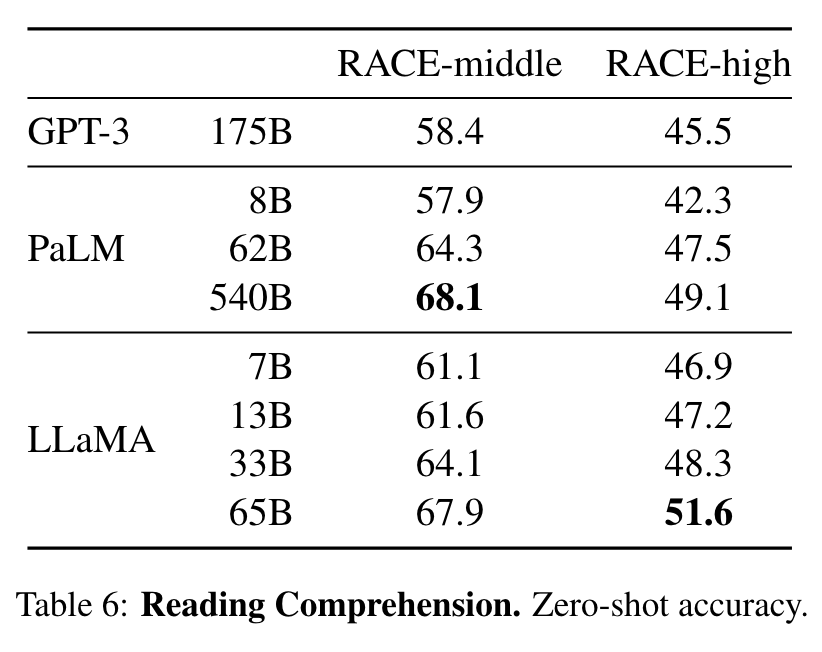 RACE-middle RACE-high
GPT-3 175B 58.4 45.5
8B 57.9 42.3
PaLM 62B 64.3 47.5
540B 68.1 49.1
7B 61.1 46.9
13B 61.6 47.2
LLaMA
33B 64.1 48.3
65B 67.9 51.6
Table 6: Reading Comprehension. Zero-shot accuracy.